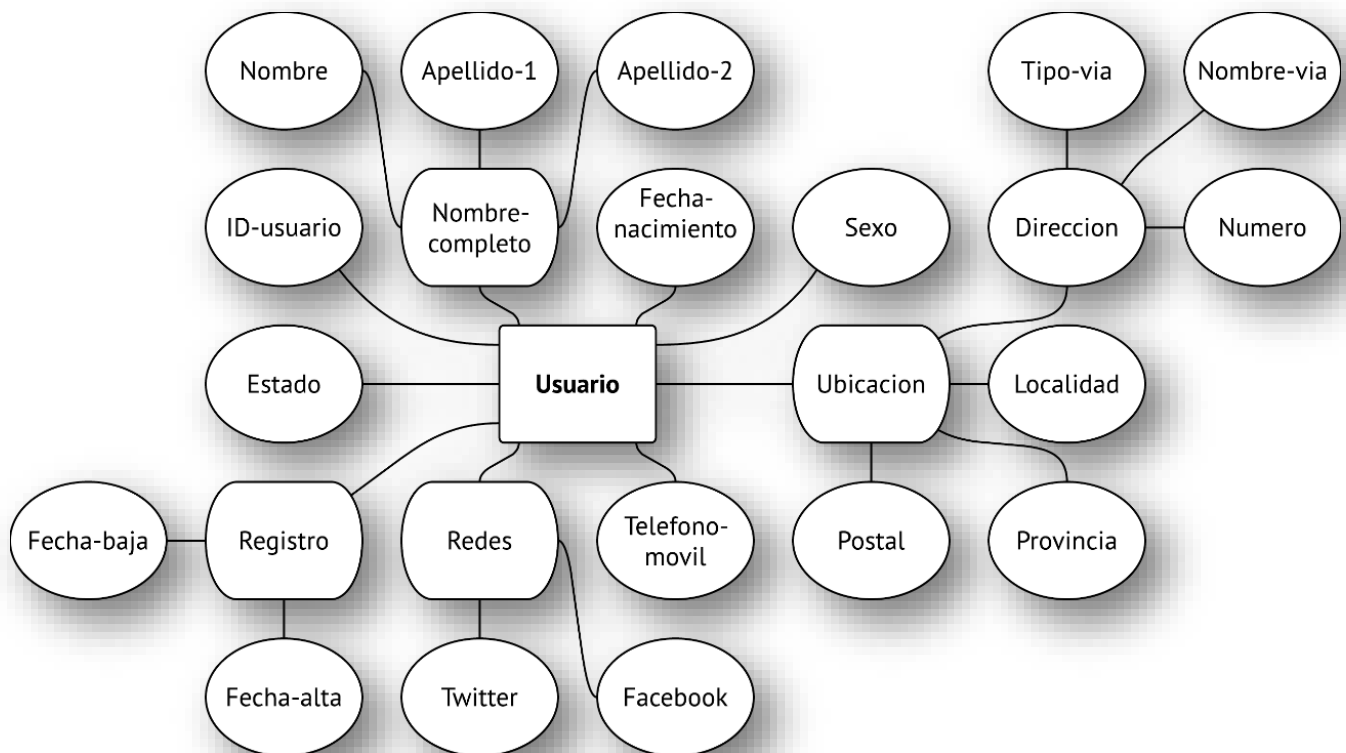 Nombre
Apellido-1
Apellido-2
Tipo-via
Nombre-via
ID-usuario
Nombre-
completo
Fecha-
nacimiento
Sexo
Direccion
Numero
Estado
Usuario
Ubicacion
Localidad
Fecha-baja
Registro
Redes
Telefono-
movil
Postal
Provincia
Fecha-alta
Twitter
Facebook